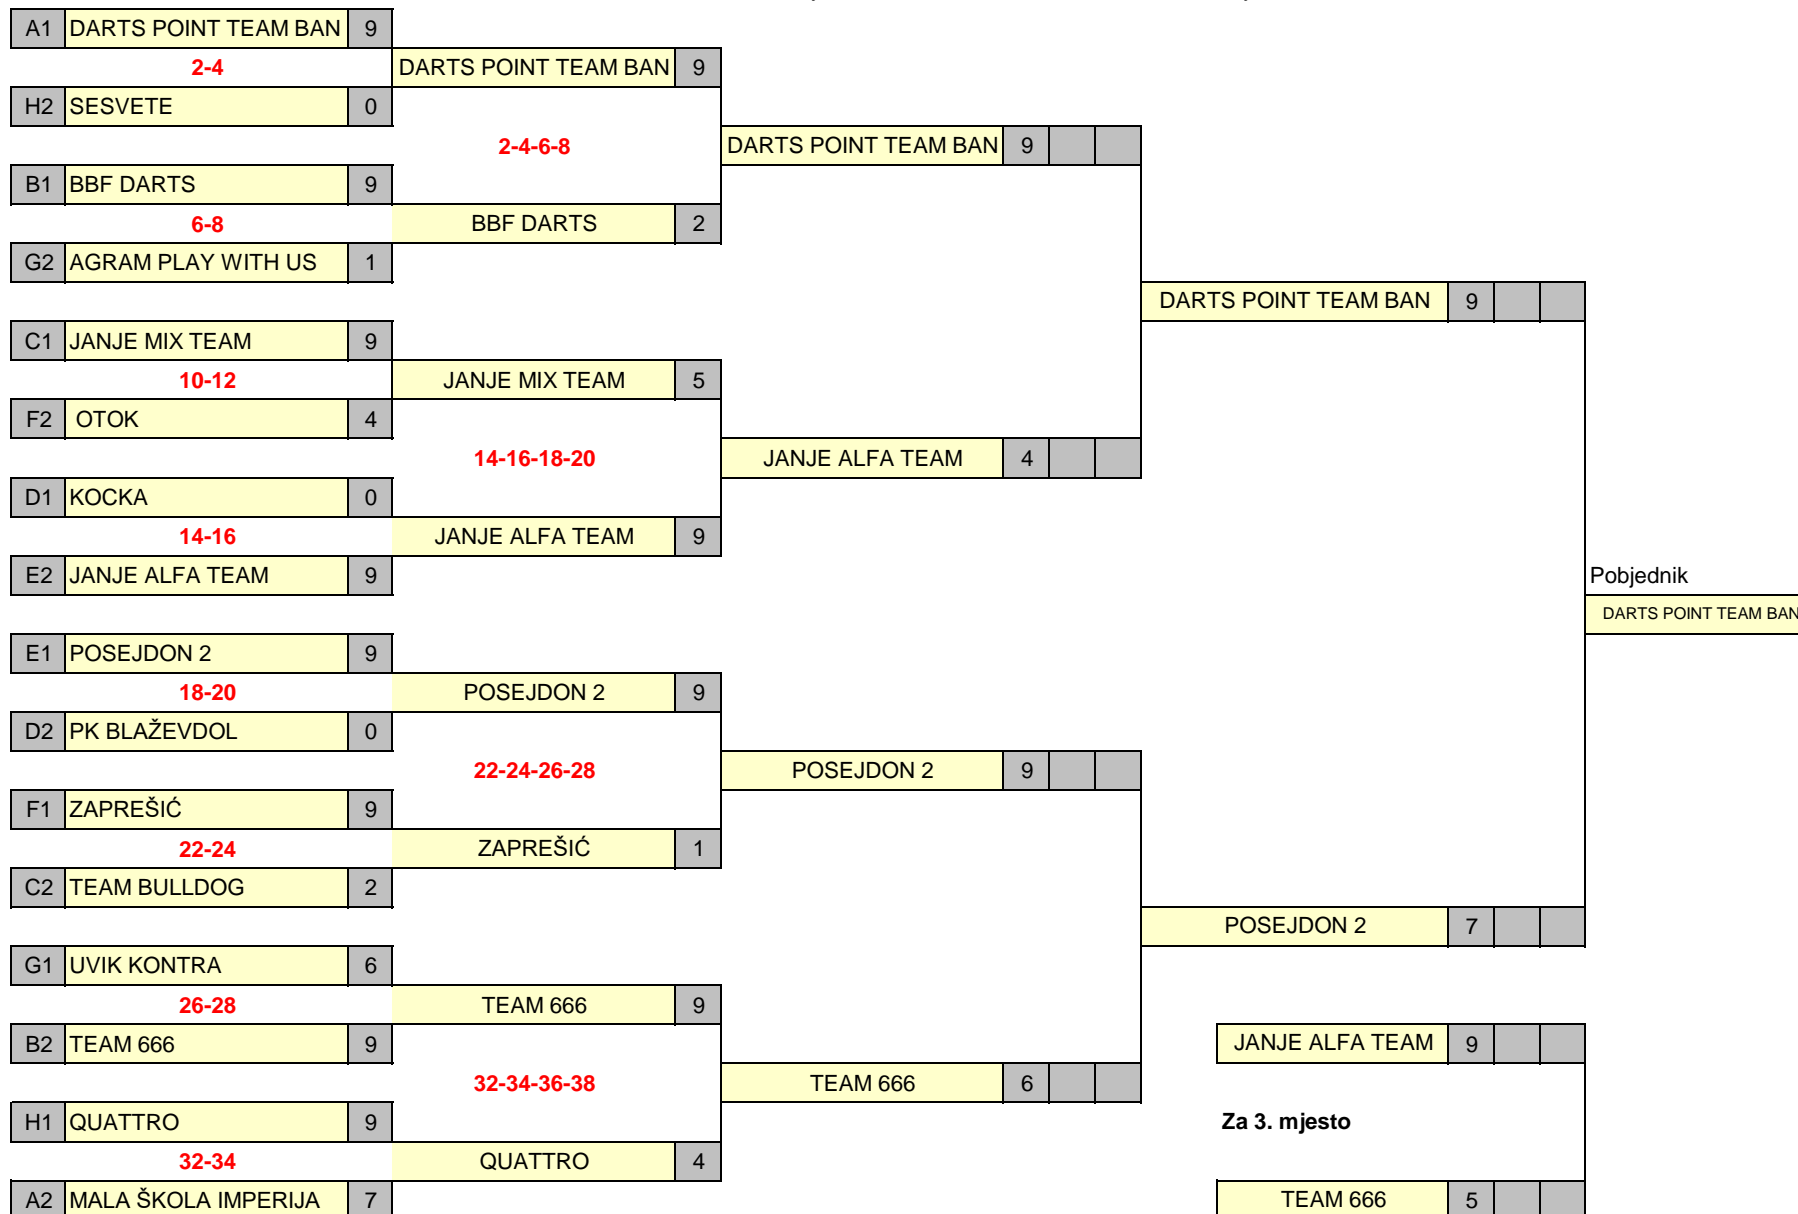 A1 DARTS POINT TEAM BAN 9
2-4 DARTS POINT TEAM BAN 9
H2 SESVETE 0
2-4-6-8 DARTS POINT TEAM BAN 9
B1 BBF DARTS 9
6-8 BBF DARTS 2
G2 AGRAM PLAY WITH US 1
DARTS POINT TEAM BAN 9
C1 JANJE MIX TEAM 9
10-12 JANJE MIX TEAM 5
F2 OTOK 4
14-16-18-20 JANJE ALFA TEAM 4
D1 KOCKA 0
14-16 JANJE ALFA TEAM 9
E2 JANJE ALFA TEAM 9 Pobjednik
DARTS POINT TEAM BAN
E1 POSEJDON 2 9
18-20 POSEJDON 2 9
D2 PK BLAŽEVDOL 0
22-24-26-28 POSEJDON 2 9
F1 ZAPREŠIĆ 9
22-24 ZAPREŠIĆ 1
C2 TEAM BULLDOG 2
POSEJDON 2 7
G1 UVIK KONTRA 6
26-28 TEAM 666 9
B2 TEAM 666 9 JANJE ALFA TEAM 9
32-34-36-38 TEAM 666 6
H1 QUATTRO 9 Za 3. mjesto
32-34 QUATTRO 4
A2 MALA ŠKOLA IMPERIJA 7 TEAM 666 5